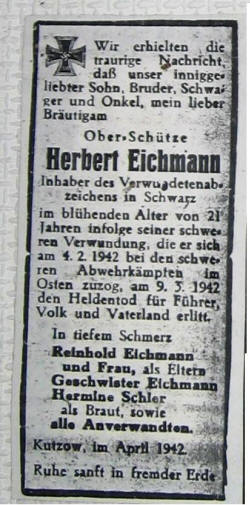 Wir erhielten die
traurige Nachricht,
daß unser innigge-
liebter Sohn, Bruder, Schwa-
ger und Onkel, mein lieber
Bräutigam
Ober-Schütze
Herbert Eichmann
Inhaber des Verwundetenab-
zeichens in Schwarz
im blühenden Alter von 21
Jahren infolge seiner schwe-
ren Verwundung, die er sich
am 4. 2. 1942 bei den schwe-
ren Abwehrkämpfen im
Osten zuzog, am 9. 3. 1942
den Heldentod für Führer,
Volk und Vaterland erlitt.
In tiefem Schmerz
Reinhold Eichmann
und Frau, als Eltern
Geschwister Eichmann
Hermine Schler
als Braut, sowie
alle Anverwandten.
Kutzow, im April 1942.
Ruhe sanft in fremder Erde